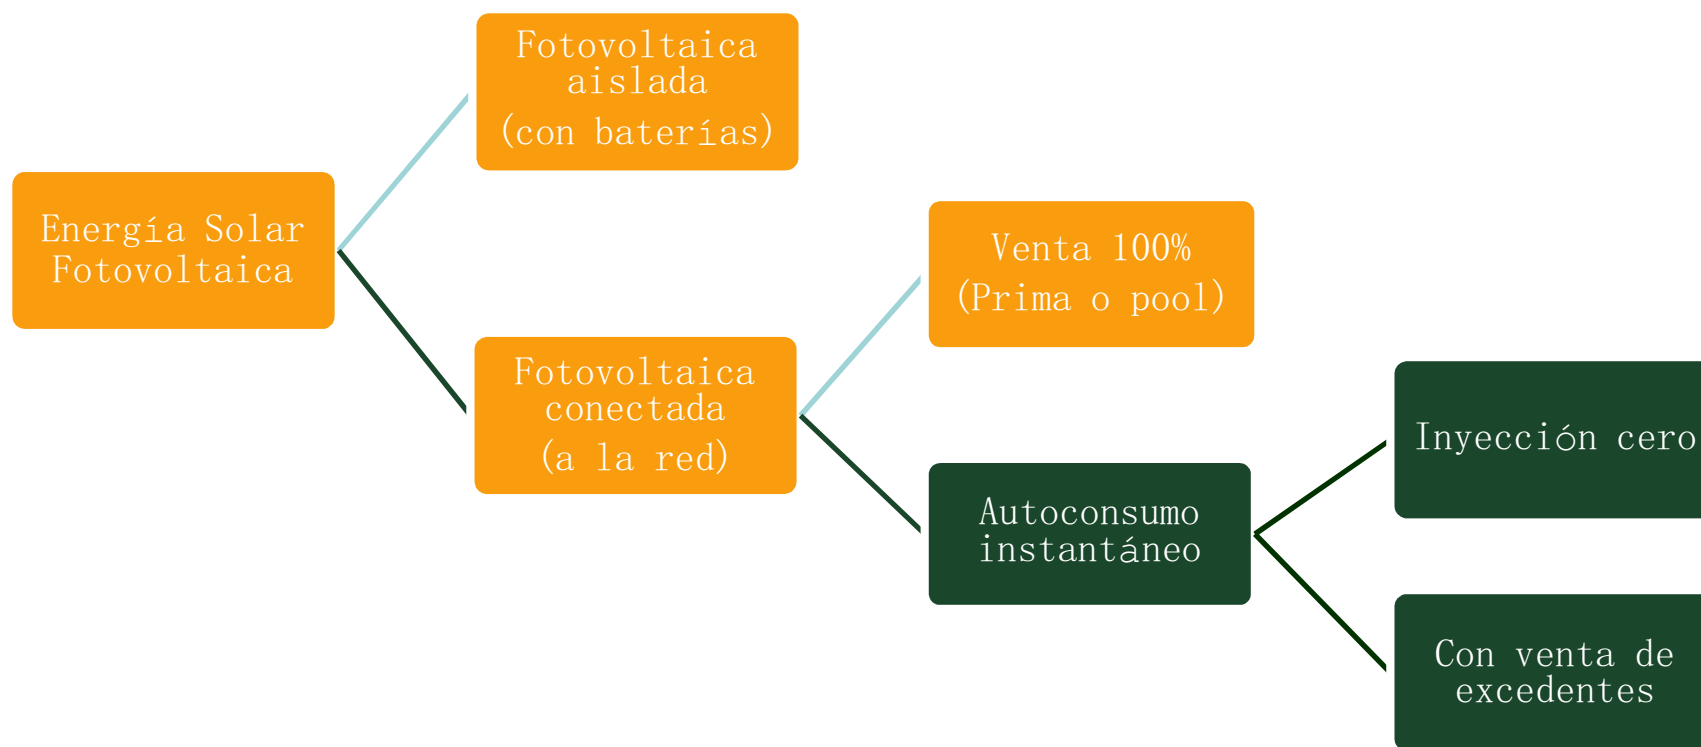 Fotovoltaica
aislada
(con baterías)
Energía Solar
Fotovoltaica
Venta 100%
(Prima o pool)
Fotovoltaica
conectada
(a la red)
Inyección cero
Autoconsumo
instantáneo
Con venta de
excedentes